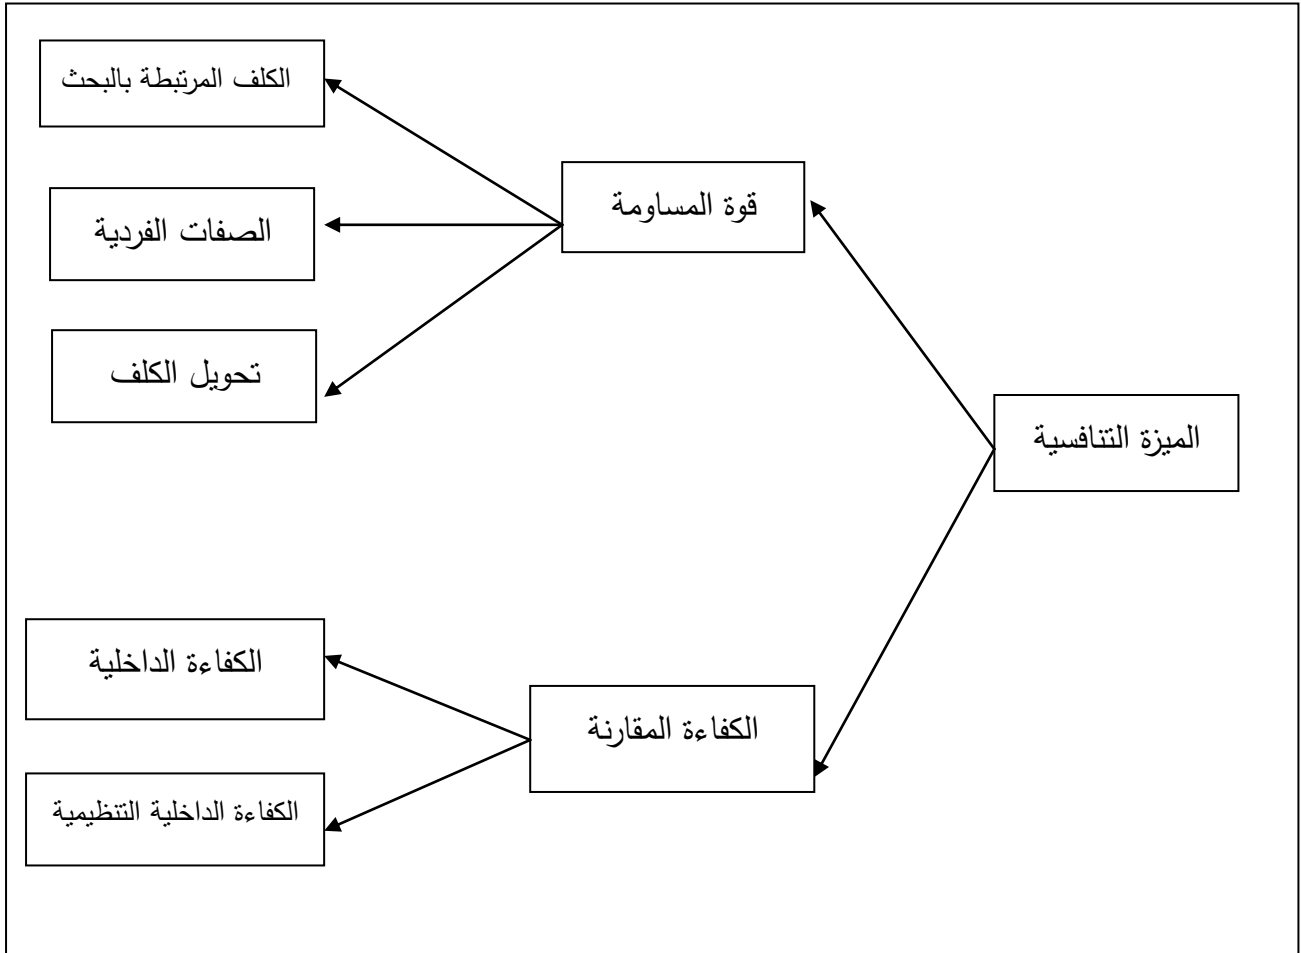 الكلف المرتبطة بالبحث
قوة المساومة
الصفات الفردية
تحويل الكلف
الميزة التنافسية
الكفاءة الداخلية
الكفاءة المقارنة
الكفاءة الداخلية التنظيمية